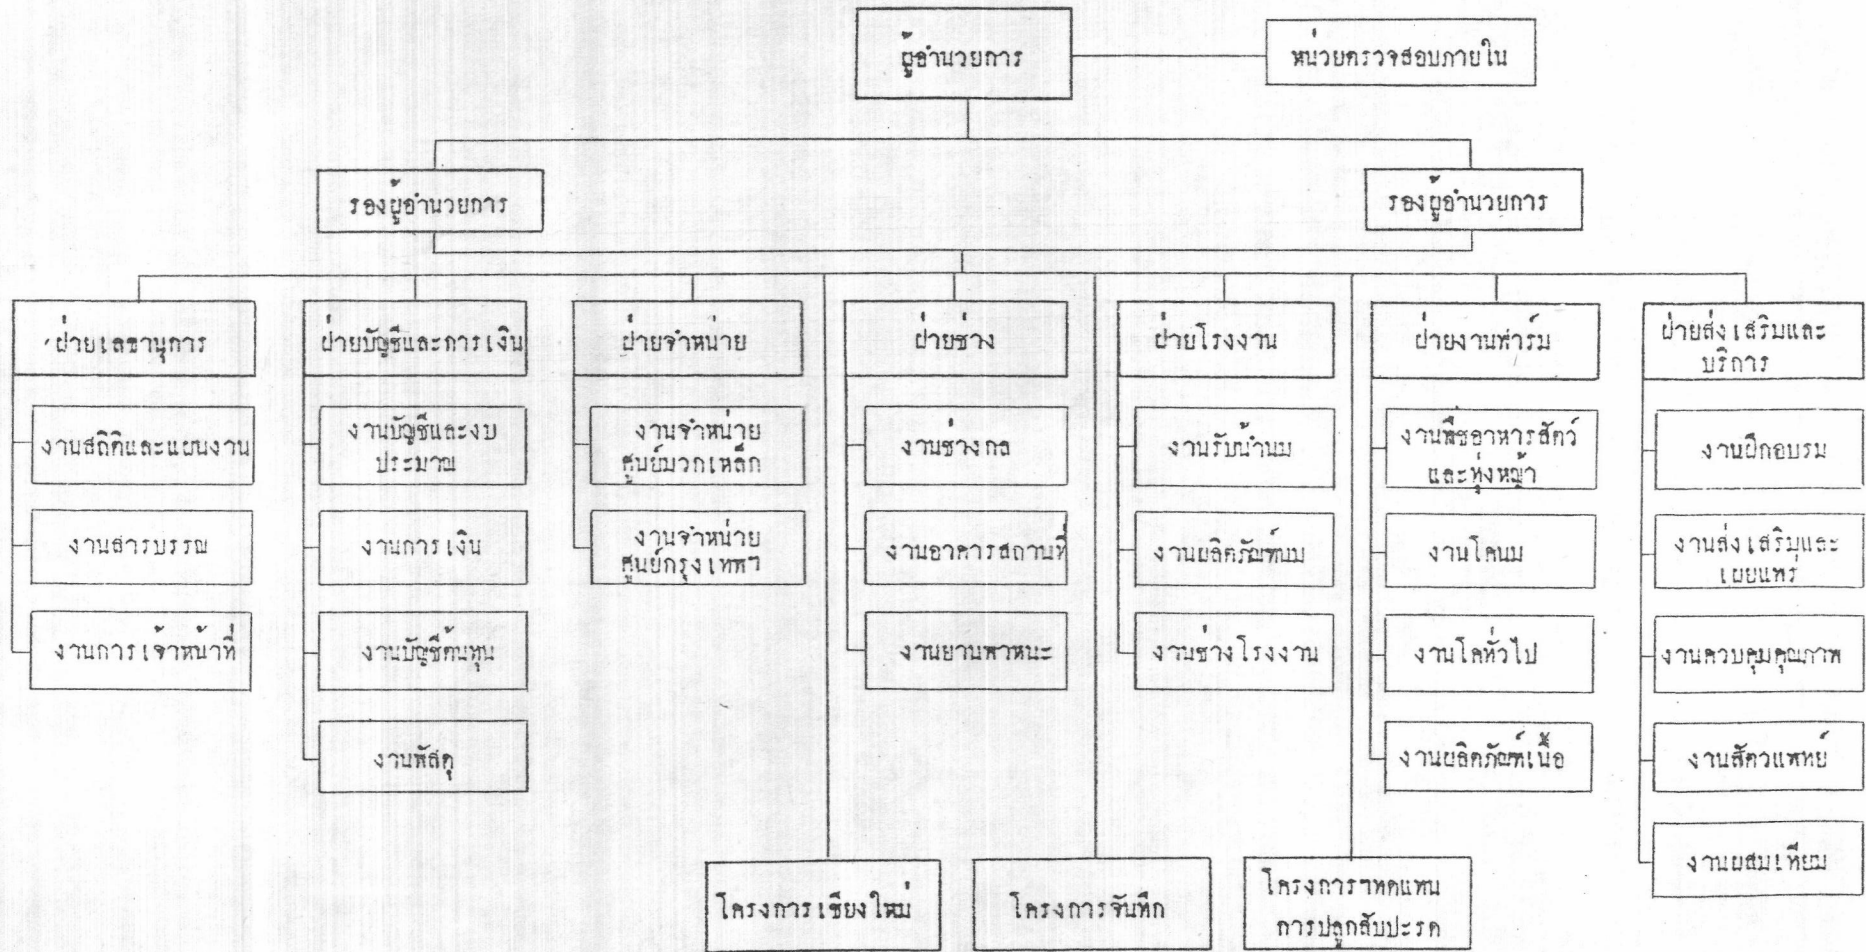 ผู้อำนวยการ
หน่วยตรวจสอบภายใน
รองผู้อำนวยการ
รองผู้อำนวยการ
ฝ่ายเลขานุการ
ฝ่ายบัญชีและการเงิน
ฝ่ายจำหน่าย
ฝ่ายช่าง
ฝ่ายโรงงาน
ฝ่ายงานฟาร์ม
ฝ่ายส่งเสริมและ
บริการ
งานสถิติและแผนงาน
งานสารบรรณ
งานการเจ้าหน้าที่
งานบัญชีและงบ
ประมาณ
งานการเงิน
งานบัญชีต้นทุน
งานพัสดุ
งานจำหน่าย
ศูนย์มวกเหล็ก
งานจำหน่าย
ศูนย์กรุงเทพฯ
งานช่างกล
งานอาคารสถานที่
งานยานพาหนะ
งานรับน้ำนม
งานผลิตภัณฑ์นม
งานช่างโรงงาน
งานพืชอาหารสัตว์
และทุ่งหญ้า
งานโคนม
งานโคทั่วไป
งานผลิตภัณฑ์เนื้อ
งานฝึกอบรม
งานส่งเสริมและ
เผยแพร่
งานควบคุมคุณภาพ
งานสัตวแพทย์
งานผสมเทียม
โครงการเชียงใหม่
โครงการจันทึก
โครงการฯทดแทน
การปลูกสับปะรด